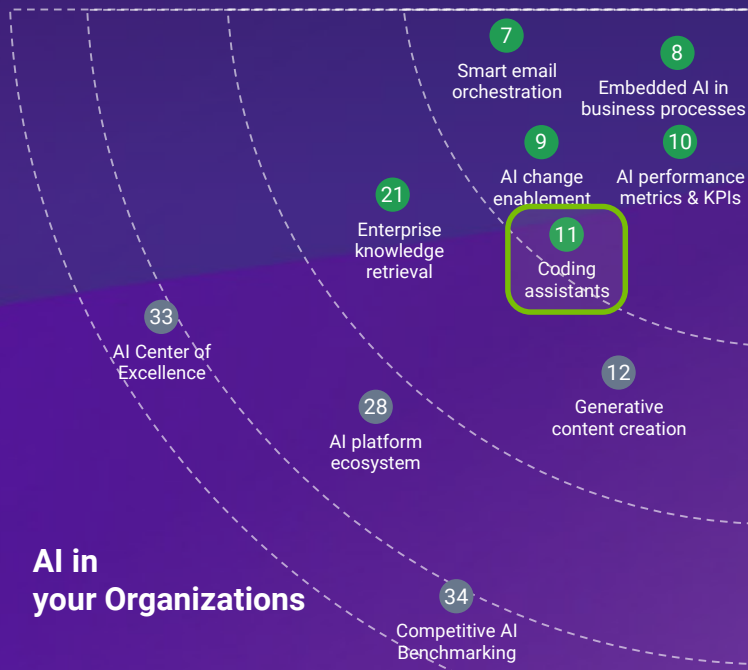 7
Smart email
orchestration
8
Embedded AI in
business processes
9
AI change
enablement
10
AI performance
metrics & KPIs
21
Enterprise
knowledge
retrieval
11
Coding
assistants
33
AI Center of
Excellence
12
Generative
content creation
28
AI platform
ecosystem
AI in
your Organizations
34
Competitive AI
Benchmarking